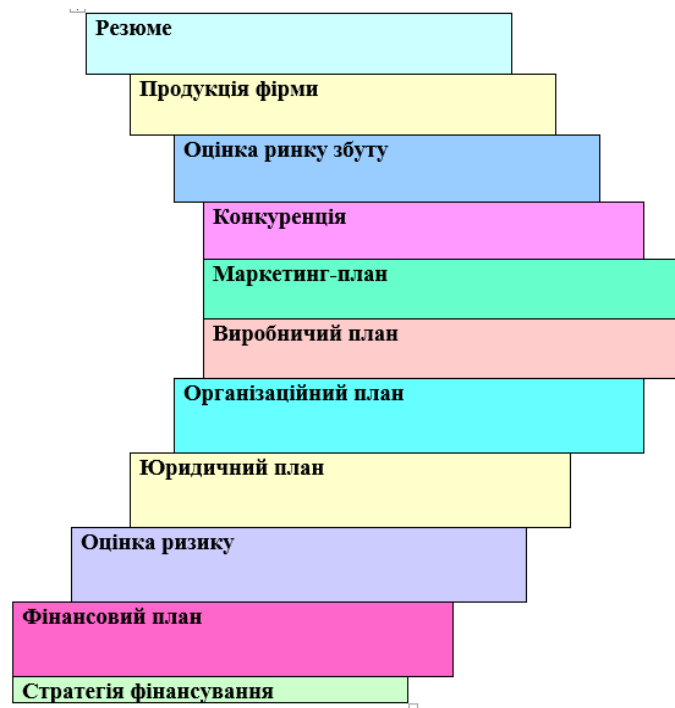 Резюме
Продукція фірми
Оцінка ринку збуту
Конкуренція
Маркетинг-план
Виробничий план
Організаційний план
Юридичний план
Оцінка ризику
Фінансовий план
Стратегія фінансування